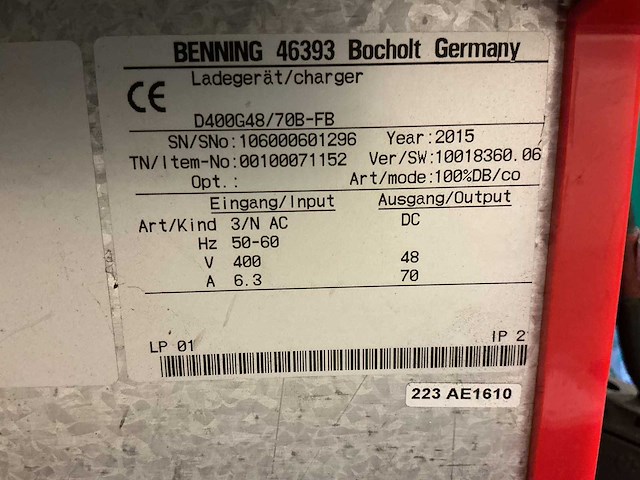 BENNING 46393 Bocholt Germany
CE Ladegerät/charger
D400G48/70B-FB
SN/SNo:106000601296 Year:2015
TN/Item-No:00100071152 Ver/SW:10018360.06
Opt.: Art/mode:100%DB/co
Eingang/Input Ausgang/Output
Art/Kind 3/N AC DC
Hz 50-60
V 400 48
A 6.3 70
LP 01 IP 2
223 AE1610